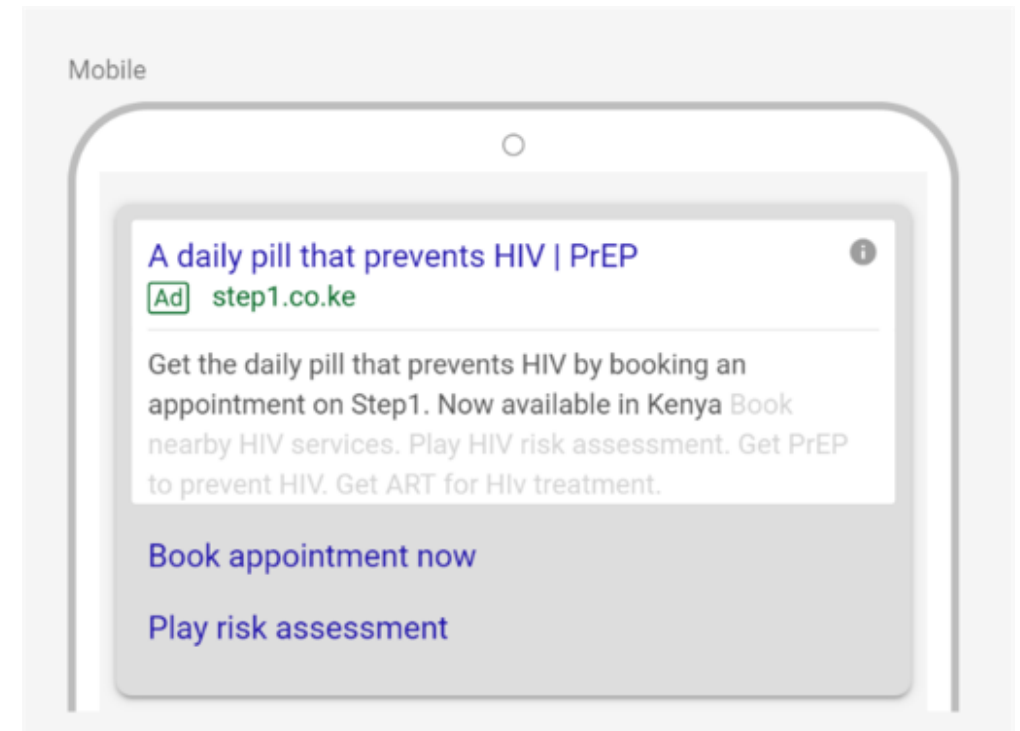 Mobile
A daily pill that prevents HIV | PrEP
Ad step1.co.ke
Get the daily pill that prevents HIV by booking an
appointment on Step1. Now available in Kenya Book
nearby HIV services. Play HIV risk assessment. Get PrEP
to prevent HIV. Get ART for HIv treatment.
Book appointment now
Play risk assessment